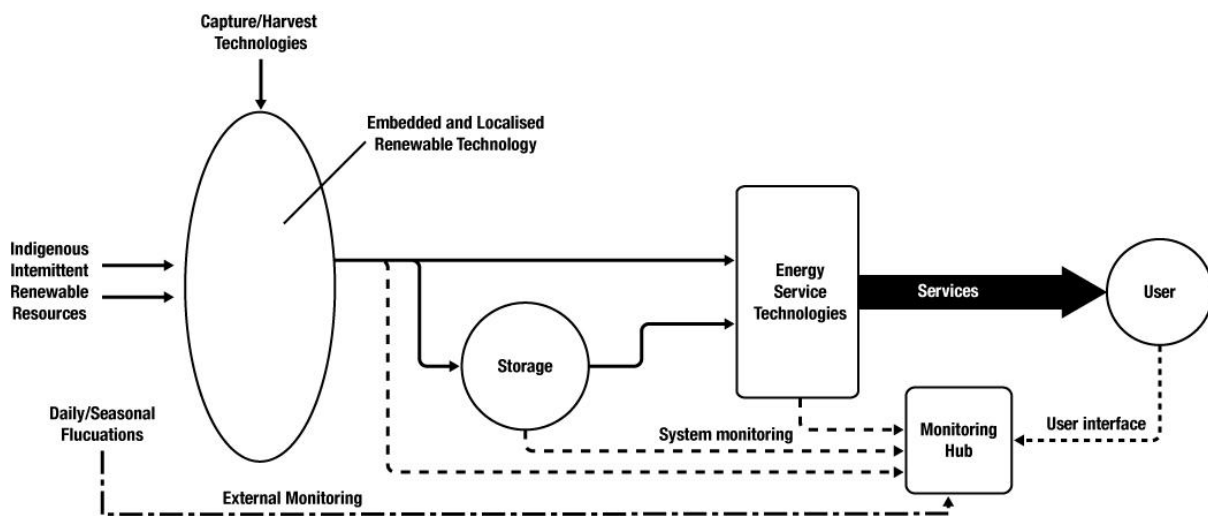 Capture/Harvest
Technologies
Embedded and Localised
Renewable Technology
Indigenous
Intemittent
Renewable
Resources
Energy
Service
Technologies
Services
User
Storage
Daily/Seasonal
Flucuations
System monitoring
Monitoring
Hub
User interface
External Monitoring